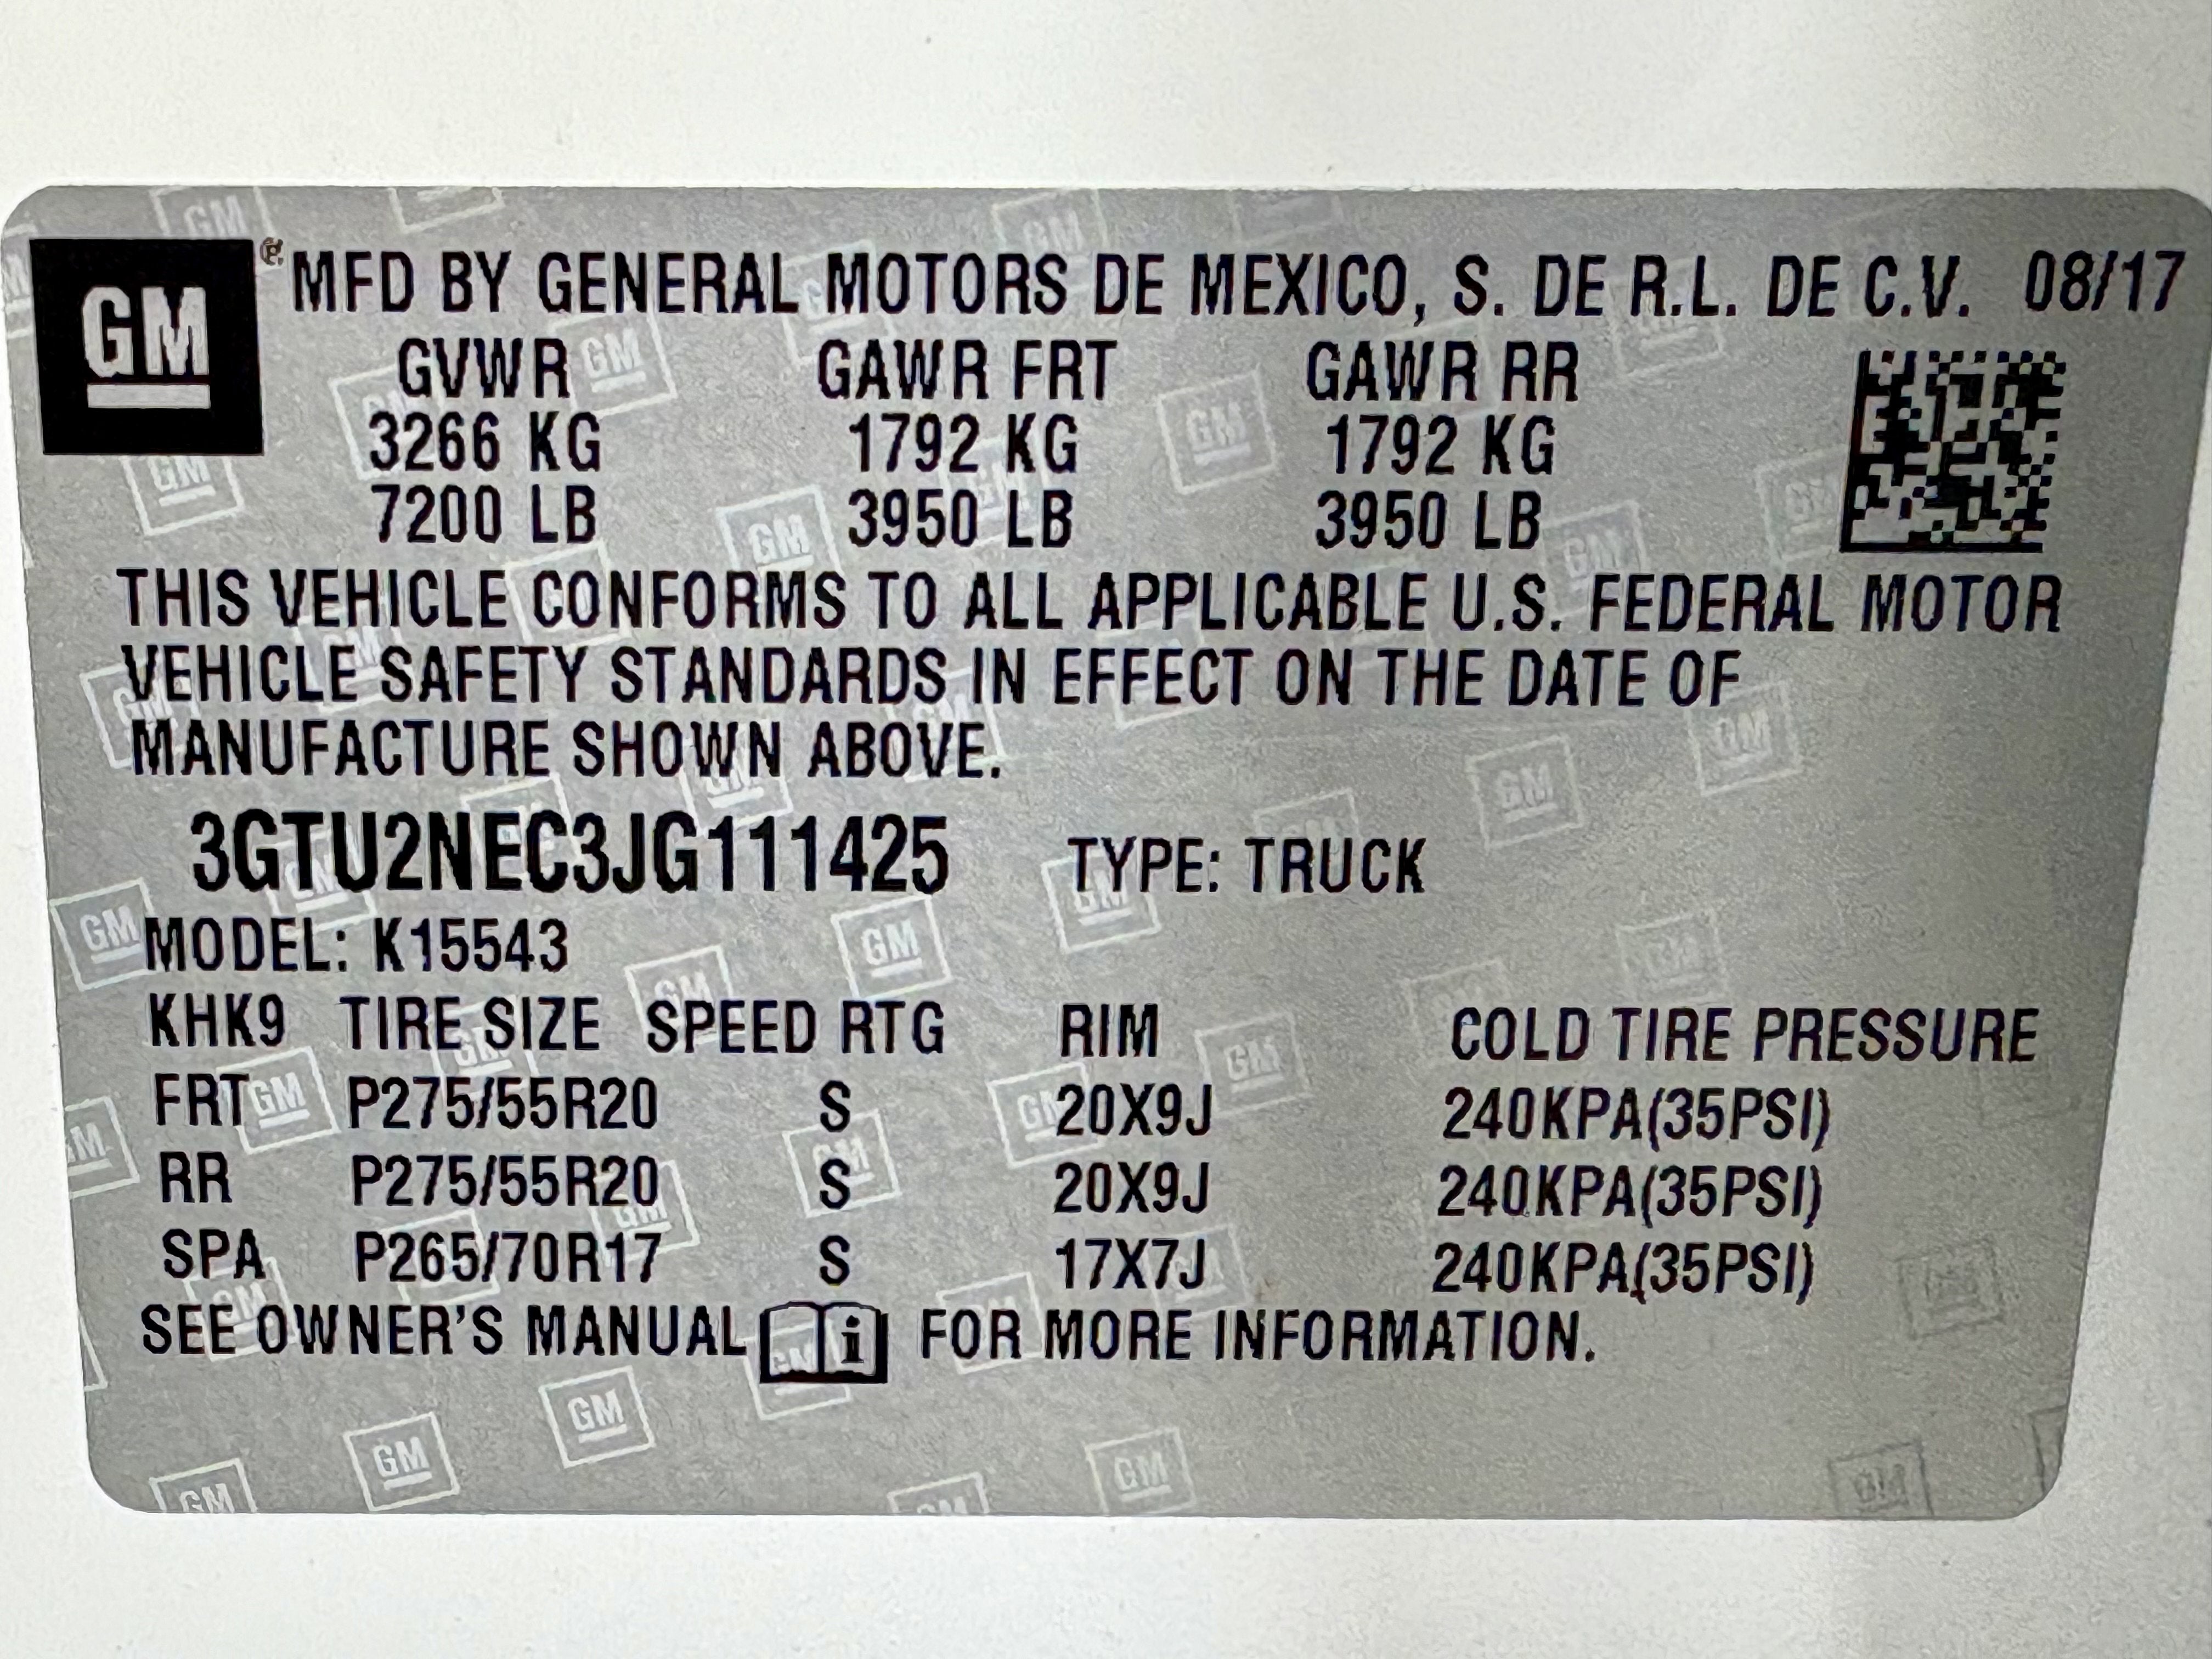 GM
® MFD BY GENERAL MOTORS DE MEXICO, S. DE R.L. DE C.V. 08/17
GVWR GAWR FRT GAWR RR
3266 KG 1792 KG 1792 KG
7200 LB 3950 LB 3950 LB
THIS VEHICLE CONFORMS TO ALL APPLICABLE U.S. FEDERAL MOTOR
VEHICLE SAFETY STANDARDS IN EFFECT ON THE DATE OF
MANUFACTURE SHOWN ABOVE.
3GTU2NEC3JG111425 TYPE: TRUCK
MODEL: K15543
KHK9 TIRE SIZE SPEED RTG RIM COLD TIRE PRESSURE
FRT P275/55R20 S 20X9J 240KPA(35PSI)
RR P275/55R20 S 20X9J 240KPA(35PSI)
SPA P265/70R17 S 17X7J 240KPA(35PSI)
SEE OWNER'S MANUAL i FOR MORE INFORMATION.